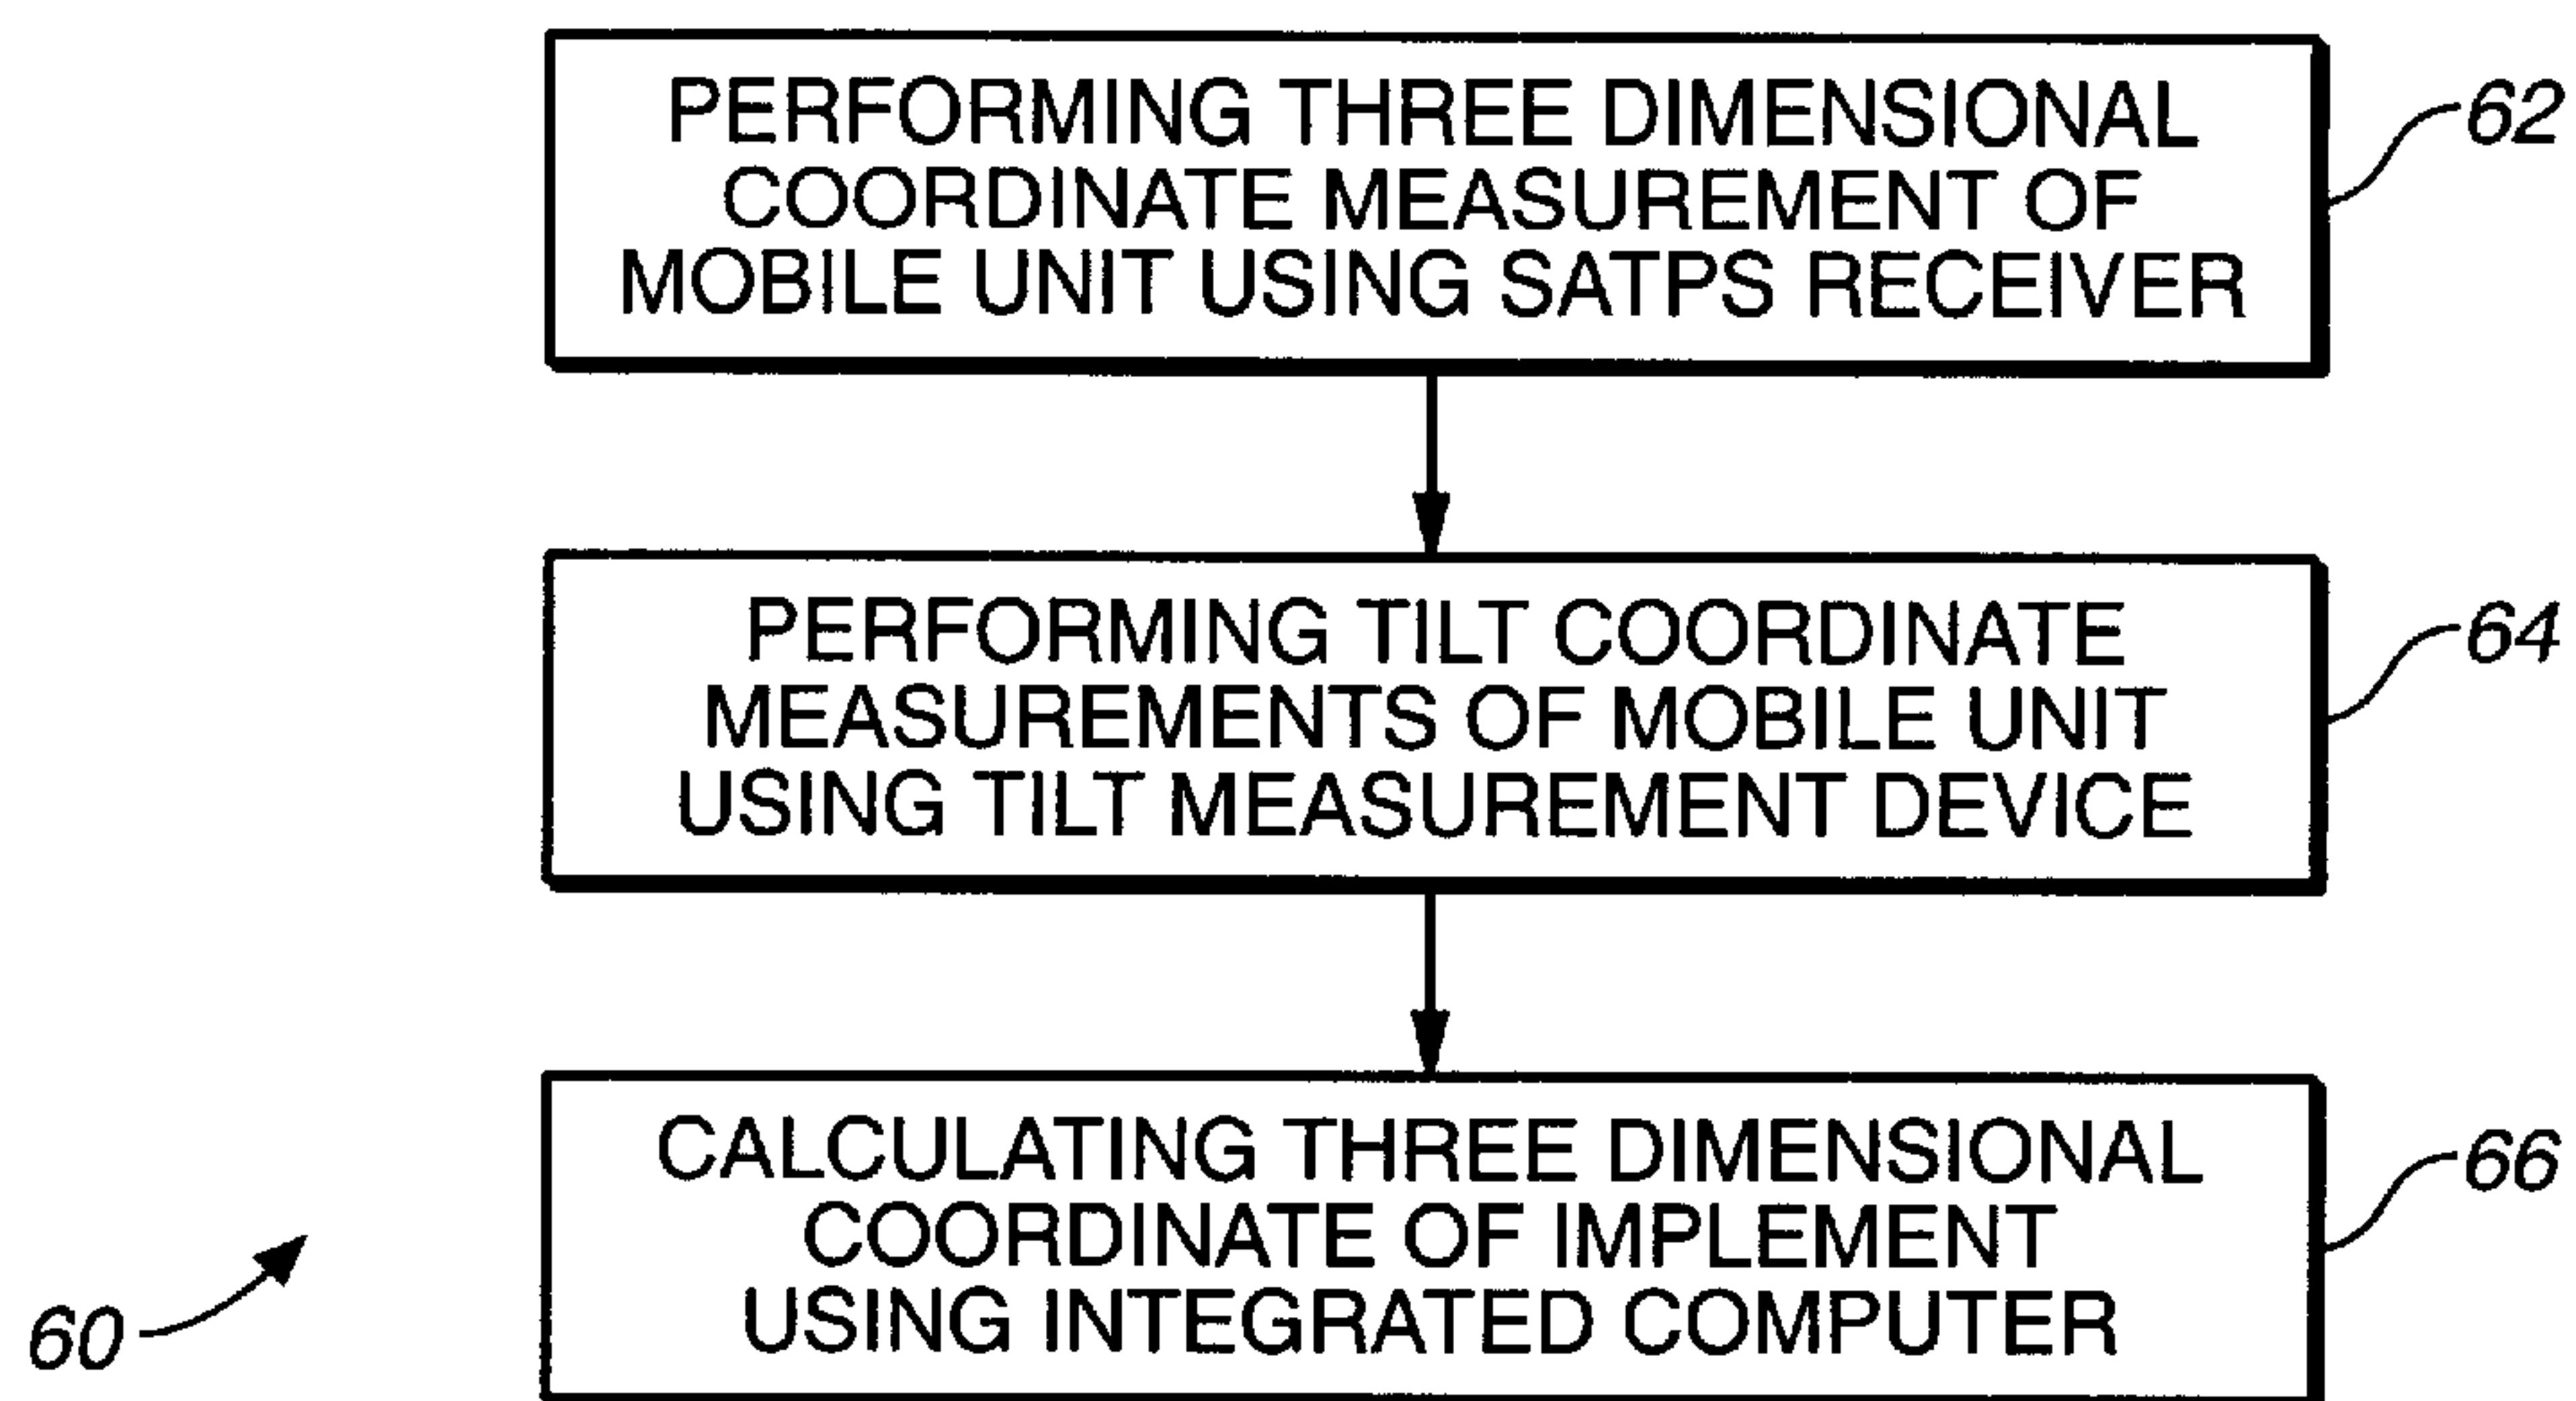 PERFORMING THREE DIMENSIONAL
COORDINATE MEASUREMENT OF
MOBILE UNIT USING SATPS RECEIVER
62
PERFORMING TILT COORDINATE
MEASUREMENTS OF MOBILE UNIT
USING TILT MEASUREMENT DEVICE
64
CALCULATING THREE DIMENSIONAL
COORDINATE OF IMPLEMENT
USING INTEGRATED COMPUTER
66
60